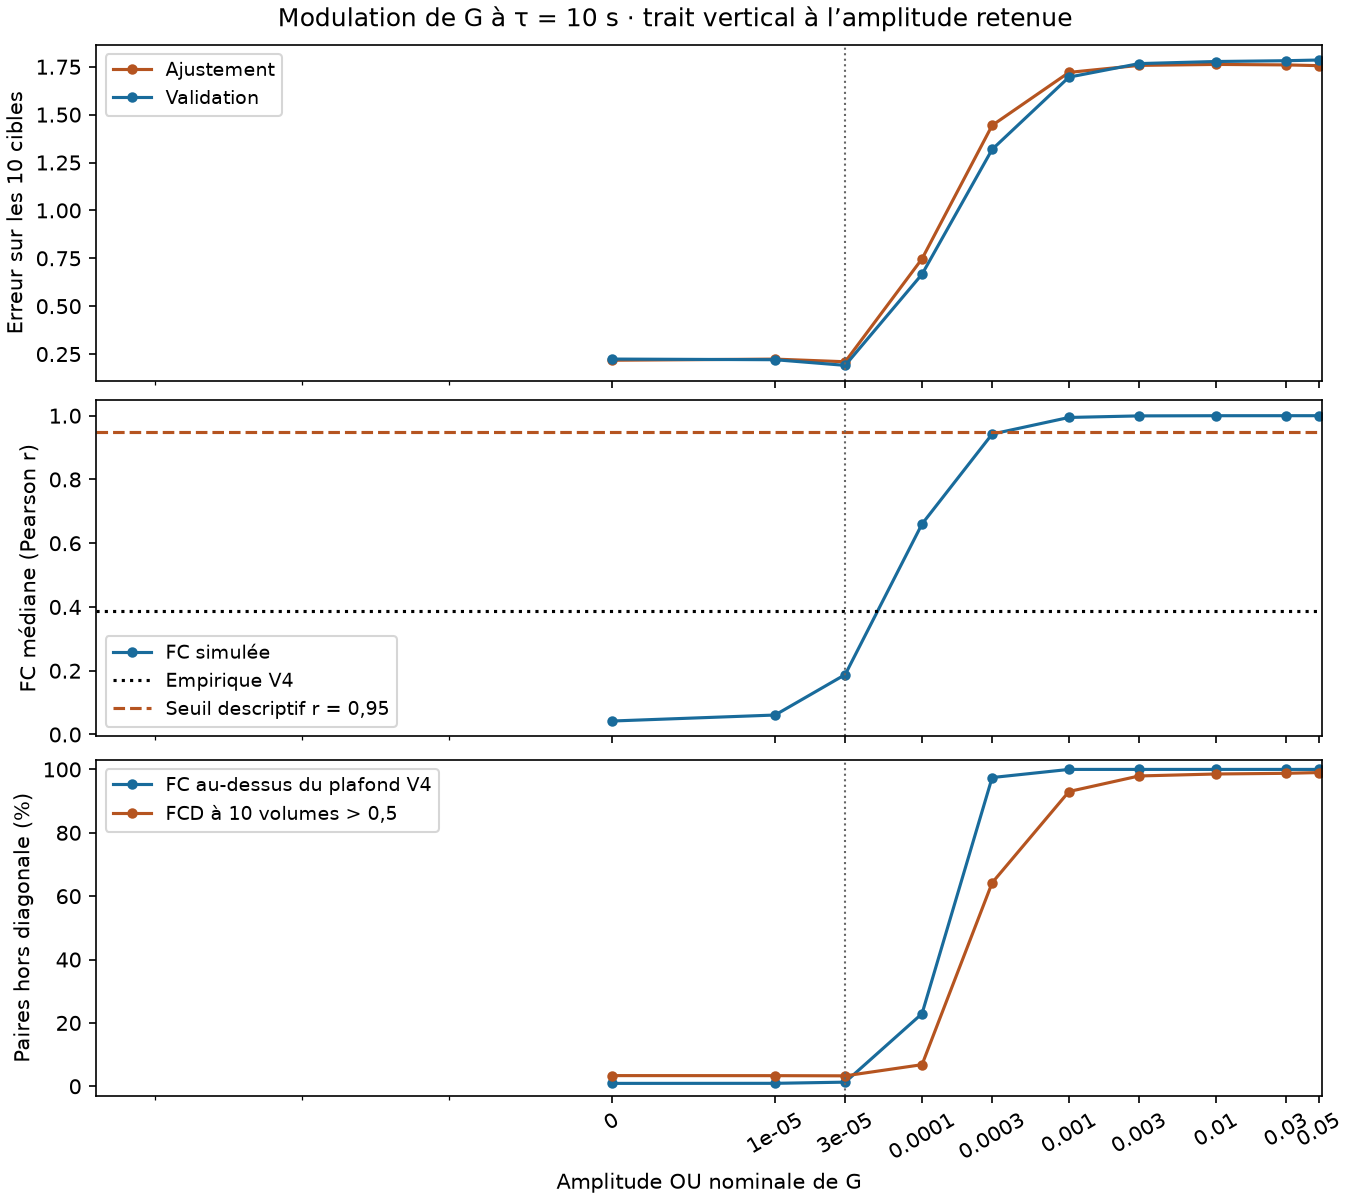 Modulation de G à τ = 10 s · trait vertical à l’amplitude retenue
Erreur sur les 10 cibles
1.75
1.50
1.25
1.00
0.75
0.50
0.25
Ajustement
Validation
FC médiane (Pearson r)
1.0
0.8
0.6
0.4
0.2
0.0
FC simulée
Empirique V4
Seuil descriptif r = 0,95
Paires hors diagonale (%)
100
80
60
40
20
0
FC au-dessus du plafond V4
FCD à 10 volumes > 0,5
0
1e-05
3e-05
0.0001
0.0003
0.001
0.003
0.01
0.03
0.05
Amplitude OU nominale de G